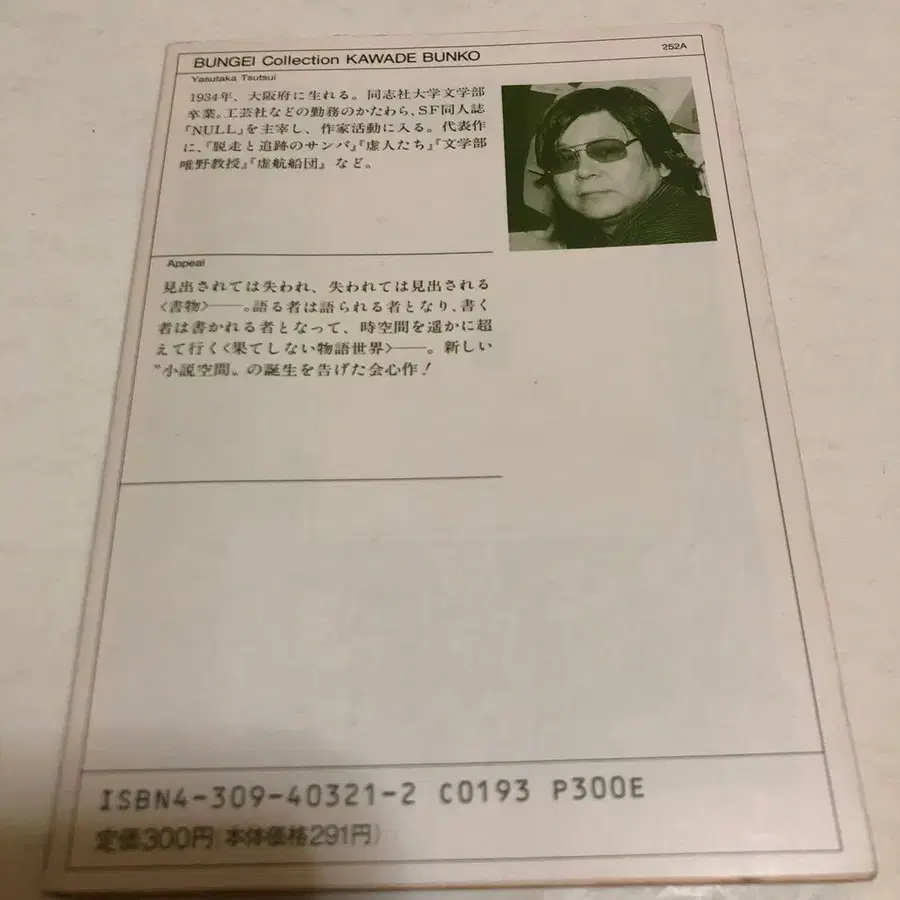 BUNGEI Collection KAWADE BUNKO
252A
Yasutaka Tsutsui
1934年、大阪府に生れる。同志社大学文学部
卒業。工芸社などの勤務のかたわら、SF同人誌
『NULL』を主宰し、作家活動に入る。代表作
に、『脱走と追跡のサンバ』『虚人たち』『文学部
唯野教授』『虚航船団』など。
Appeal
見出されては失われ、失われては見出される
〈書物〉──。語る者は語られる者となり、書く
者は書かれる者となって、時空間を遥かに超
えて行く〈果てしない物語世界〉──。新しい
〝小説空間〟の誕生を告げた会心作！
ISBN4-309-40321-2 C0193 P300E
定価300円(本体価格291円)